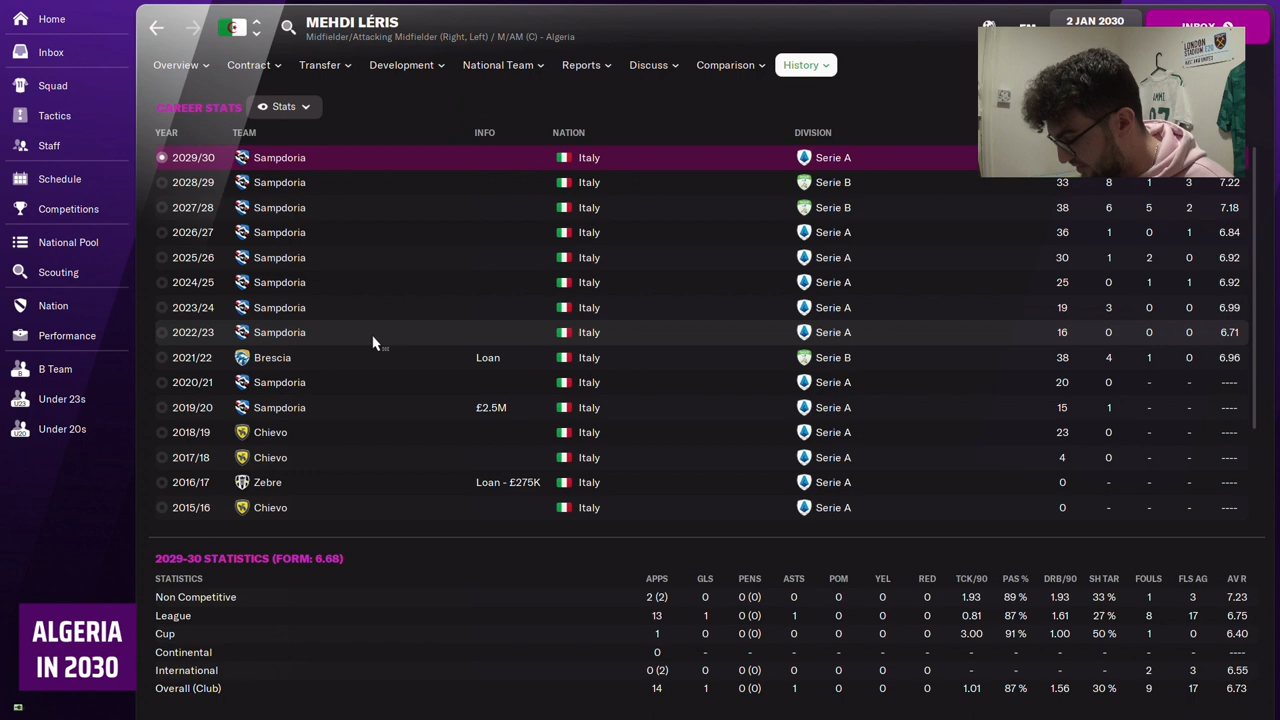 Home
Inbox
Squad
Tactics
Staff
Schedule
Competitions
National Pool
Scouting
Nation
Performance
B Team
Under 23s
Under 20s
ALGERIA
IN 2030
MEHDI LÉRIS
Midfielder/Attacking Midfielder (Right, Left) / M/AM (C) - Algeria
2 JAN 2030
Overview Contract Transfer Development National Team Reports Discuss Comparison History
CAREER STATS Stats
YEAR TEAM INFO NATION DIVISION
2029/30 Sampdoria Italy Serie A
2028/29 Sampdoria Italy Serie B 33 8 1 3 7.22
2027/28 Sampdoria Italy Serie B 38 6 5 2 7.18
2026/27 Sampdoria Italy Serie A 36 1 0 1 6.84
2025/26 Sampdoria Italy Serie A 30 1 2 0 6.92
2024/25 Sampdoria Italy Serie A 25 0 1 1 6.92
2023/24 Sampdoria Italy Serie A 19 3 0 0 6.99
2022/23 Sampdoria Italy Serie A 16 0 0 0 6.71
2021/22 Brescia Loan Italy Serie B 38 4 1 0 6.96
2020/21 Sampdoria Italy Serie A 20 0 - - ----
2019/20 Sampdoria £2.5M Italy Serie A 15 1 - - ----
2018/19 Chievo Italy Serie A 23 0 - - ----
2017/18 Chievo Italy Serie A 4 0 - - ----
2016/17 Zebre Loan - £275K Italy Serie A 0 - - - ----
2015/16 Chievo Italy Serie A 0 - - - ----
2029-30 STATISTICS (FORM: 6.68)
STATISTICS APPS GLS PENS ASTS POM YEL RED TCK/90 PAS % DRB/90 SH TAR FOULS FLS AG AV R
Non Competitive 2 (2) 0 0 (0) 0 0 0 0 1.93 89 % 1.93 33 % 1 3 7.23
League 13 1 0 (0) 1 0 0 0 0.81 87 % 1.61 27 % 8 17 6.75
Cup 1 0 0 (0) 0 0 0 0 3.00 91 % 1.00 50 % 1 0 6.40
Continental 0 - - - - - - - - - - - - ----
International 0 (2) 0 0 (0) 0 0 0 0 - - - - 2 3 6.55
Overall (Club) 14 1 0 (0) 1 0 0 0 1.01 87 % 1.56 30 % 9 17 6.73